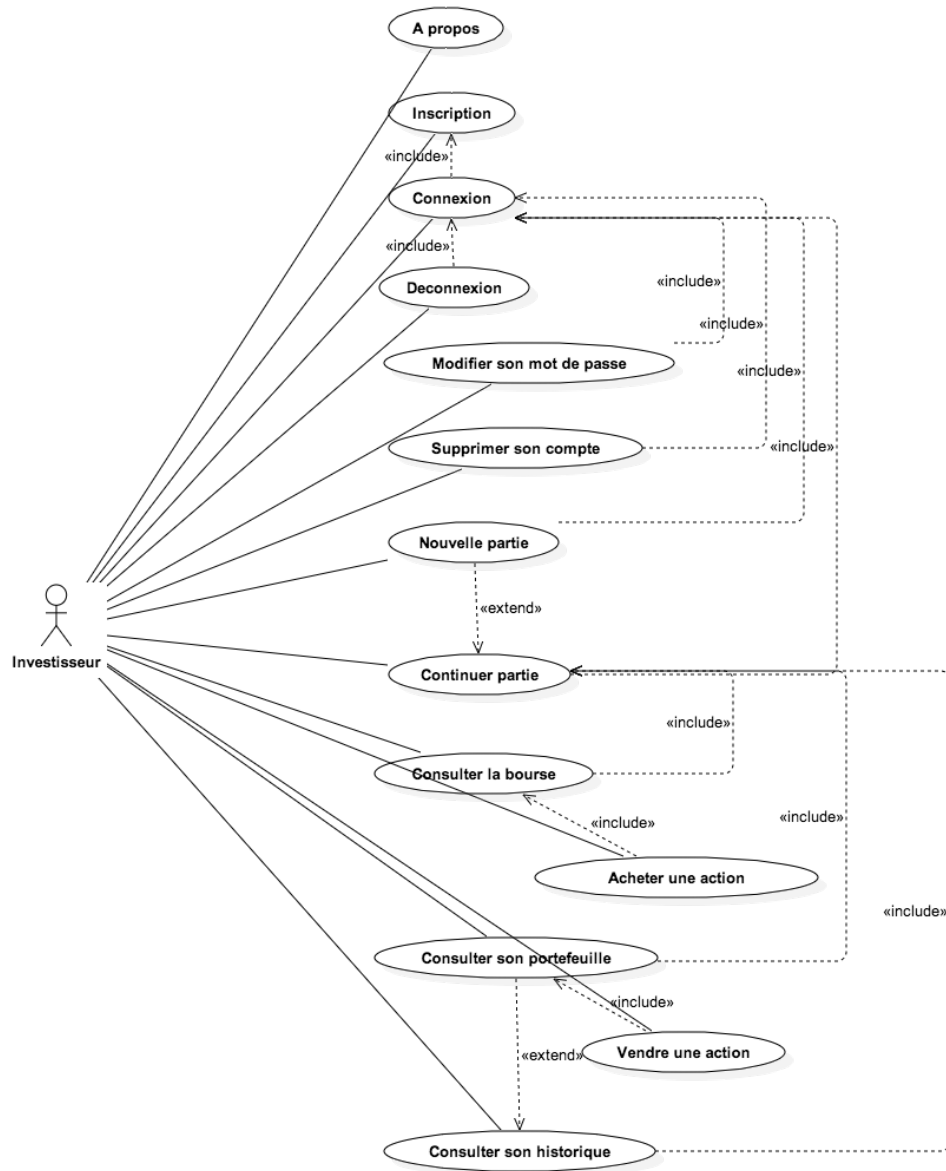 A propos
Inscription
«include»
Connexion
«include»
Deconnexion
«include»
Modifier son mot de passe
«include»
«include»
Supprimer son compte
«include»
Nouvelle partie
«extend»
Investisseur
Continuer partie
«include»
Consulter la bourse
«include»
«include»
Acheter une action
«include»
Consulter son portefeuille
«include»
Vendre une action
«extend»
Consulter son historique